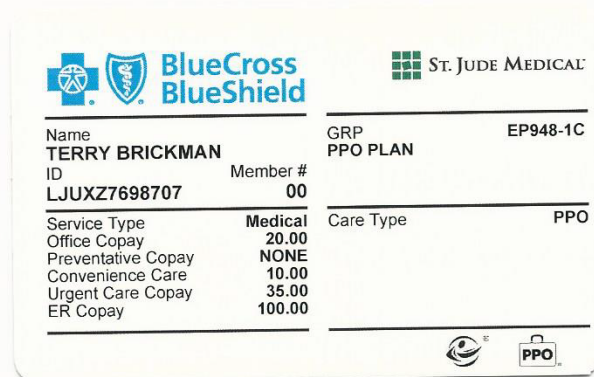 BlueCross
BlueShield
ST. JUDE MEDICAL
Name
TERRY BRICKMAN
ID Member #
LJUXZ7698707 00
GRP EP948-1C
PPO PLAN
Service Type Medical
Office Copay 20.00
Preventative Copay NONE
Convenience Care 10.00
Urgent Care Copay 35.00
ER Copay 100.00
Care Type PPO
PPO